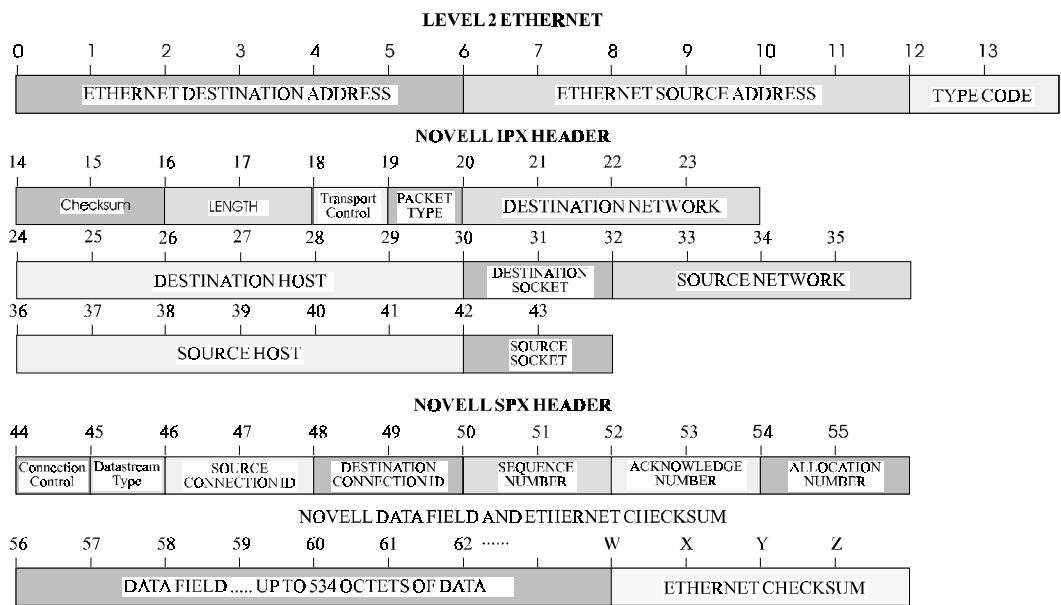 LEVEL 2 ETHERNET
0 1 2 3 4 5 6 7 8 9 10 11 12 13
ETHERNET DESTINATION ADDRESS ETHERNET SOURCE ADDRESS TYPE CODE
NOVELL IPX HEADER
14 15 16 17 18 19 20 21 22 23
Checksum LENGTH Transport Control PACKET TYPE DESTINATION NETWORK
24 25 26 27 28 29 30 31 32 33 34 35
DESTINATION HOST DESTINATION SOCKET SOURCE NETWORK
36 37 38 39 40 41 42 43
SOURCE HOST SOURCE SOCKET
NOVELL SPX HEADER
44 45 46 47 48 49 50 51 52 53 54 55
Connection Control Datastream Type SOURCE CONNECTION ID DESTINATION CONNECTION ID SEQUENCE NUMBER ACKNOWLEDGE NUMBER ALLOCATION NUMBER
NOVELL DATA FIELD AND ETHERNET CHECKSUM
56 57 58 59 60 61 62 ...... W X Y Z
DATA FIELD ..... UP TO 534 OCTETS OF DATA ETHERNET CHECKSUM